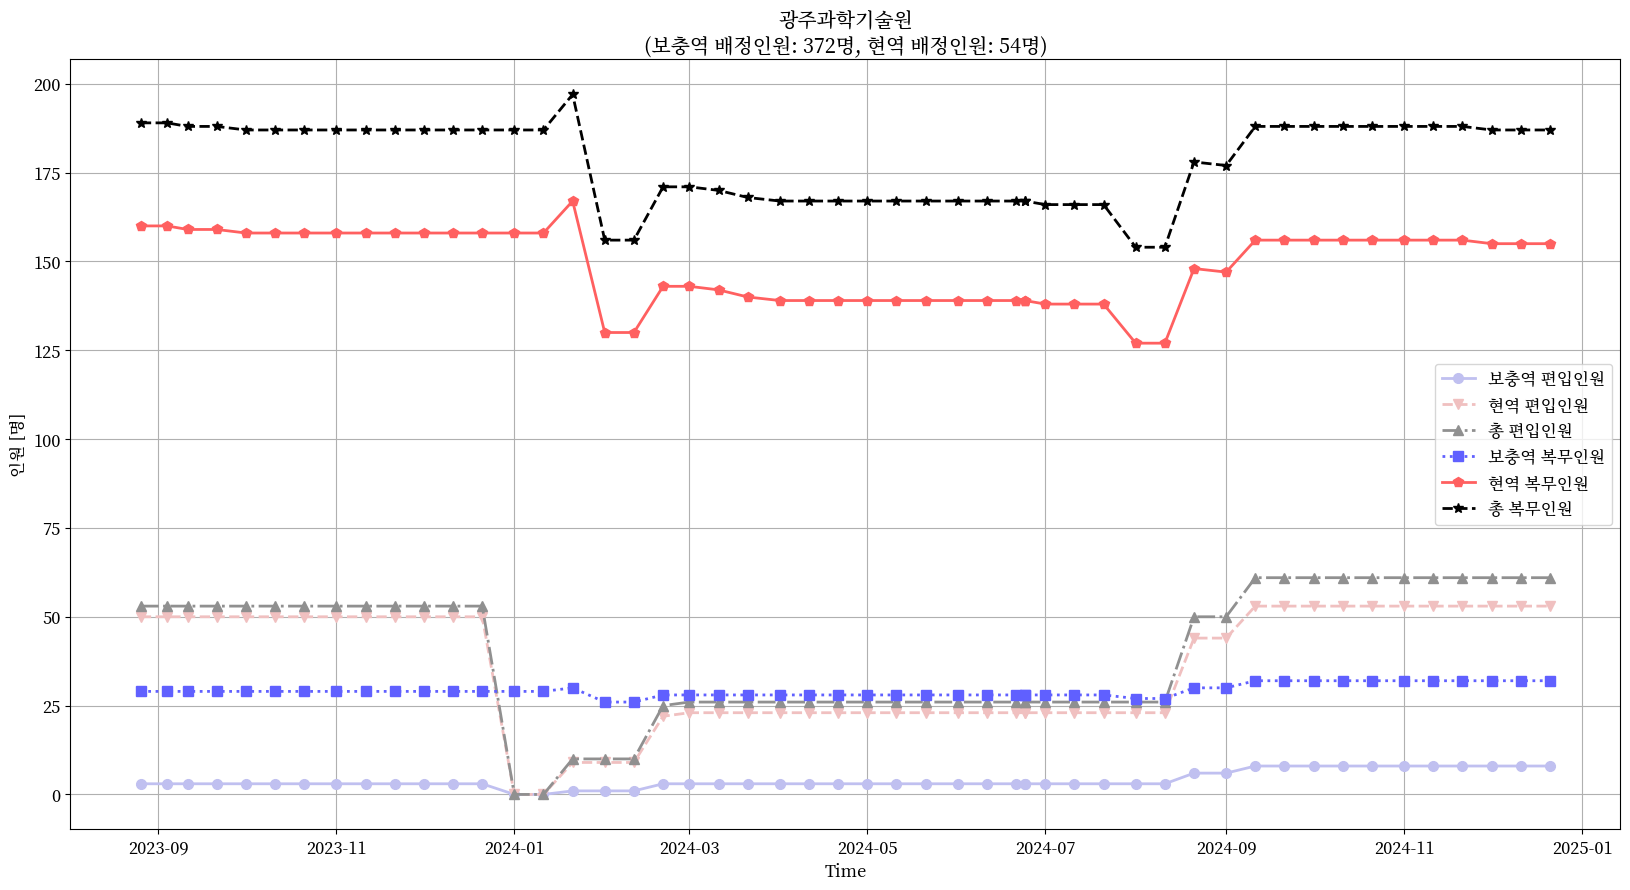 광주과학기술원
(보충역 배정인원: 372명, 현역 배정인원: 54명)
인원 [명]
200
175
150
125
100
75
50
25
0
보충역 편입인원
현역 편입인원
총 편입인원
보충역 복무인원
현역 복무인원
총 복무인원
2023-09
2023-11
2024-01
2024-03
2024-05
2024-07
2024-09
2024-11
2025-01
Time